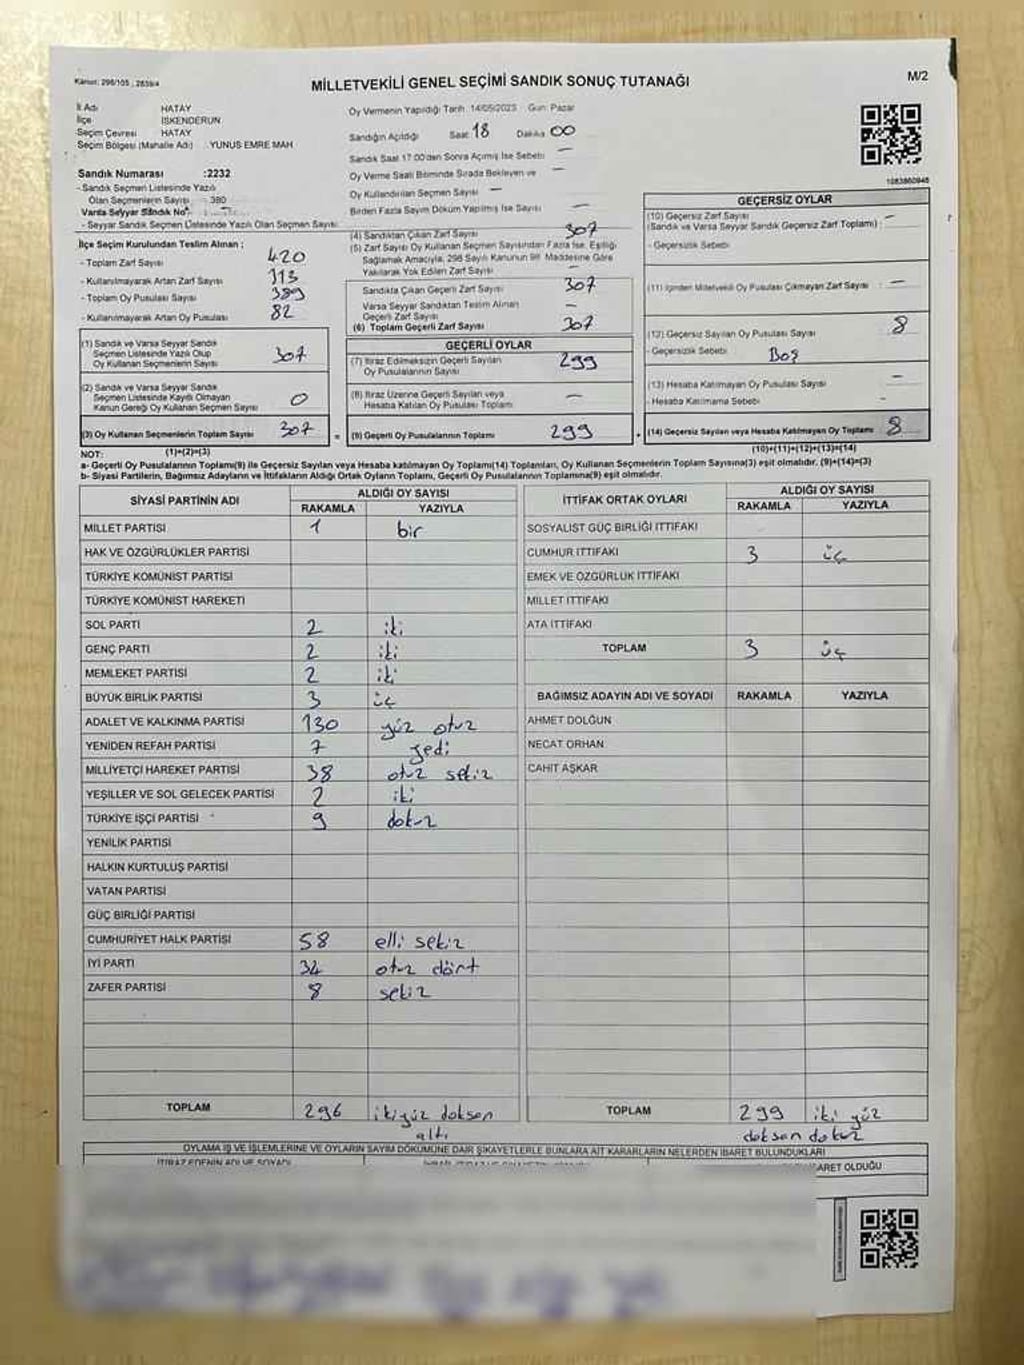 Kanun: 298/105 , 2839/4
MİLLETVEKİLİ GENEL SEÇİMİ SANDIK SONUÇ TUTANAĞI
M/2
İl Adı HATAY
İlçe İSKENDERUN
Seçim Çevresi HATAY
Seçim Bölgesi (Mahalle Adı) : YUNUS EMRE MAH
Oy Vermenin Yapıldığı Tarih: 14/05/2023 Gün: Pazar
Sandığın Açıldığı Saat 18 Dakika 00
Sandık Saat 17:00'den Sonra Açılmış İse Sebebi —
Oy Verme Saati Bitiminde Sırada Bekleyen ve
Oy Kullandırılan Seçmen Sayısı —
Birden Fazla Sayım Döküm Yapılmış İse Sayısı —
Sandık Numarası :2232
- Sandık Seçmen Listesinde Yazılı
Olan Seçmenlerin Sayısı : 380
Varsa Seyyar Sandık No :
- Seyyar Sandık Seçmen Listesinde Yazılı Olan Seçmen Sayısı
İlçe Seçim Kurulundan Teslim Alınan ;
- Toplam Zarf Sayısı 420
- Kullanılmayarak Artan Zarf Sayısı 113
- Toplam Oy Pusulası Sayısı 389
- Kullanılmayarak Artan Oy Pusulası 82
(1) Sandık ve Varsa Seyyar Sandık
Seçmen Listesinde Yazılı Olup
Oy Kullanan Seçmenlerin Sayısı 307
(2) Sandık ve Varsa Seyyar Sandık
Seçmen Listesinde Kayıtlı Olmayan
Kanun Gereği Oy Kullanan Seçmen Sayısı 0
(3) Oy Kullanan Seçmenlerin Toplam Sayısı 307
(1)+(2)=(3)
(4) Sandıktan Çıkan Zarf Sayısı 307
(5) Zarf Sayısı Oy Kullanan Seçmen Sayısından Fazla İse, Eşitliği
Sağlamak Amacıyla, 298 Sayılı Kanunun 98. Maddesine Göre
Yakılarak Yok Edilen Zarf Sayısı —
Sandıkta Çıkan Geçerli Zarf Sayısı 307
Varsa Seyyar Sandıktan Teslim Alınan
Geçerli Zarf Sayısı —
(6) Toplam Geçerli Zarf Sayısı 307
GEÇERLİ OYLAR
(7) İtiraz Edilmeksizin Geçerli Sayılan
Oy Pusulalarının Sayısı 299
(8) İtiraz Üzerine Geçerli Sayılan veya
Hesaba Katılan Oy Pusulası Toplamı —
= (9) Geçerli Oy Pusulalarının Toplamı 299
1083860948
GEÇERSİZ OYLAR
(10) Geçersiz Zarf Sayısı —
(Sandık ve Varsa Seyyar Sandık Geçersiz Zarf Toplamı) :
- Geçersizlik Sebebi
(11) İçinden Milletvekili Oy Pusulası Çıkmayan Zarf Sayısı : —
(12) Geçersiz Sayılan Oy Pusulası Sayısı 8
- Geçersizlik Sebebi Boş
(13) Hesaba Katılmayan Oy Pusulası Sayısı —
- Hesaba Katılmama Sebebi -
+ (14) Geçersiz Sayılan veya Hesaba Katılmayan Oy Toplamı 8
(10)+(11)+(12)+(13)=(14)
NOT:
a- Geçerli Oy Pusulalarının Toplamı(9) ile Geçersiz Sayılan veya Hesaba katılmayan Oy Toplamı(14) Toplamları, Oy Kullanan Seçmenlerin Toplam Sayısına(3) eşit olmalıdır. (9)+(14)=(3)
b- Siyasi Partilerin, Bağımsız Adayların ve İttifakların Aldığı Ortak Oyların Toplamı, Geçerli Oy Pusulalarının Toplamına(9) eşit olmalıdır.
SİYASİ PARTİNİN ADI ALDIĞI OY SAYISI
RAKAMLA YAZIYLA
MİLLET PARTİSİ 1 bir
HAK VE ÖZGÜRLÜKLER PARTİSİ
TÜRKİYE KOMÜNİST PARTİSİ
TÜRKİYE KOMÜNİST HAREKETİ
SOL PARTİ 2 iki
GENÇ PARTİ 2 iki
MEMLEKET PARTİSİ 2 iki
BÜYÜK BİRLİK PARTİSİ 3 üç
ADALET VE KALKINMA PARTİSİ 130 yüz otuz
YENİDEN REFAH PARTİSİ 7 yedi
MİLLİYETÇİ HAREKET PARTİSİ 38 otuz sekiz
YEŞİLLER VE SOL GELECEK PARTİSİ 2 iki
TÜRKİYE İŞÇİ PARTİSİ 9 dokuz
YENİLİK PARTİSİ
HALKIN KURTULUŞ PARTİSİ
VATAN PARTİSİ
GÜÇ BİRLİĞİ PARTİSİ
CUMHURİYET HALK PARTİSİ 58 elli sekiz
İYİ PARTİ 34 otuz dört
ZAFER PARTİSİ 8 sekiz
TOPLAM 296 ikiyüz doksan
altı
İTTİFAK ORTAK OYLARI ALDIĞI OY SAYISI
RAKAMLA YAZIYLA
SOSYALİST GÜÇ BİRLİĞİ İTTİFAKI
CUMHUR İTTİFAKI 3 üç
EMEK VE ÖZGÜRLÜK İTTİFAKI
MİLLET İTTİFAKI
ATA İTTİFAKI
TOPLAM 3 üç
BAĞIMSIZ ADAYIN ADI VE SOYADI RAKAMLA YAZIYLA
AHMET DOLĞUN
NECAT ORHAN
CAHİT AŞKAR
TOPLAM 299 iki yüz
doksan dokuz
OYLAMA İŞ VE İŞLEMLERİNE VE OYLARIN SAYIM DÖKÜMÜNE DAİR ŞİKAYETLERLE BUNLARA AİT KARARLARIN NELERDEN İBARET BULUNDUKLARI
İTİRAZ EDENİN ADI VE SOYADI
İBARET OLDUĞU